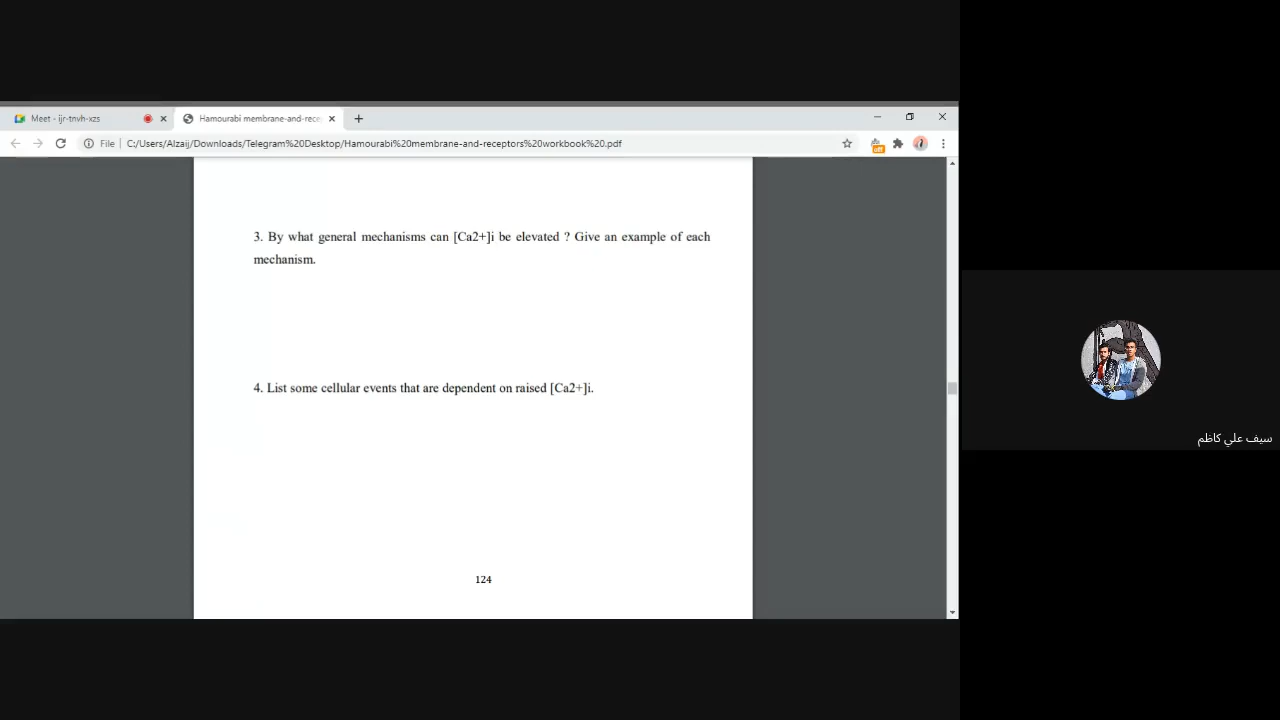 Meet - ijr-tnvh-xzs
Hamourabi membrane-and-rece
File
C:/Users/Alzaij/Downloads/Telegram%20Desktop/Hamourabi%20membrane-and-receptors%20workbook%20.pdf
off
3. By what general mechanisms can [Ca2+]i be elevated ? Give an example of each
mechanism.
4. List some cellular events that are dependent on raised [Ca2+]i.
124
سيف علي كاظم